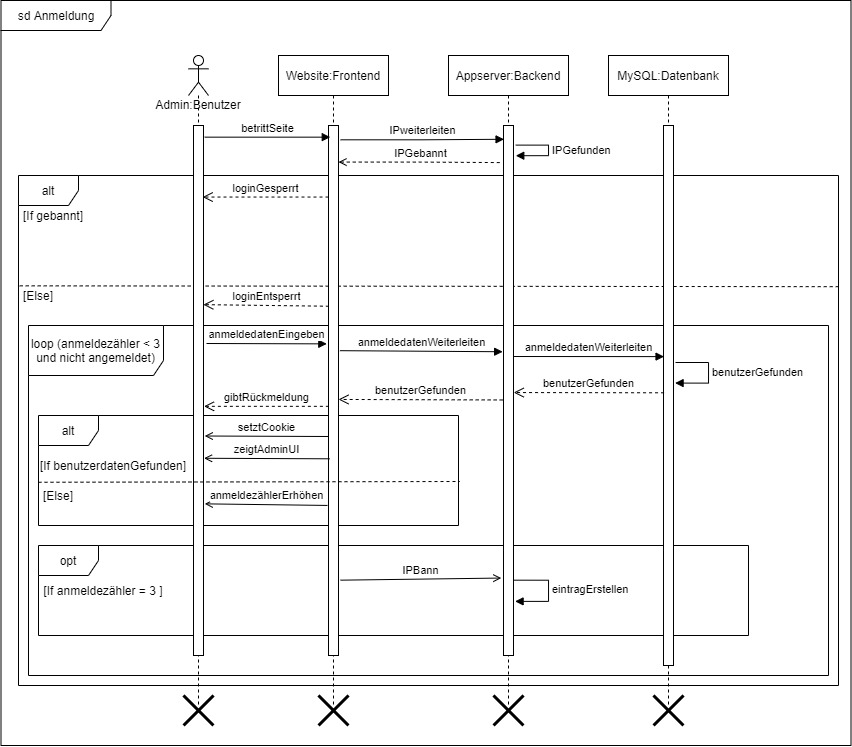 sd Anmeldung
Admin:Benutzer
Website:Frontend
Appserver:Backend
MySQL:Datenbank
betrittSeite
IPweiterleiten
IPGefunden
IPGebannt
alt
loginGesperrt
[If gebannt]
[Else]
loginEntsperrt
loop (anmeldezähler < 3
und nicht angemeldet)
anmeldedatenEingeben
anmeldedatenWeiterleiten
anmeldedatenWeiterleiten
benutzerGefunden
benutzerGefunden
benutzerGefunden
gibtRückmeldung
alt
setztCookie
zeigtAdminUI
[If benutzerdatenGefunden]
[Else]
anmeldezählerErhöhen
opt
IPBann
[If anmeldezähler = 3 ]
eintragErstellen